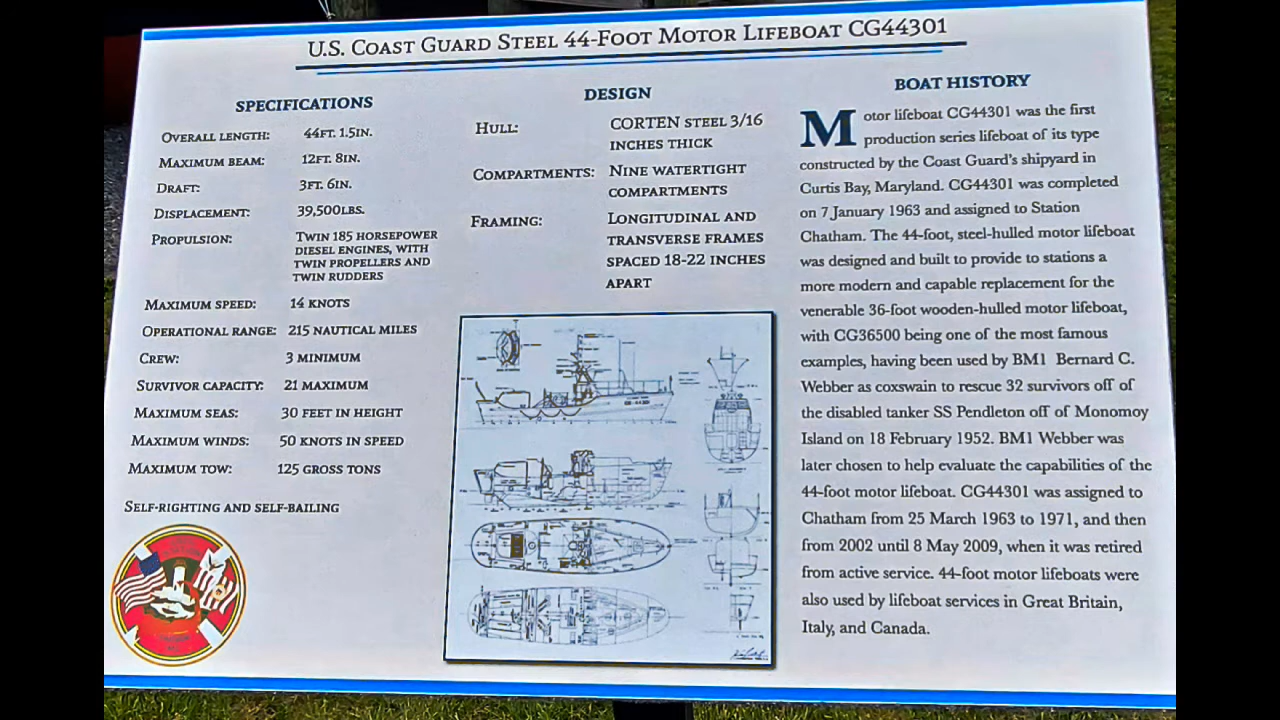 U.S. COAST GUARD STEEL 44-FOOT MOTOR LIFEBOAT CG44301
SPECIFICATIONS
OVERALL LENGTH: 44FT. 1.5IN.
MAXIMUM BEAM: 12FT. 8IN.
DRAFT: 3FT. 6IN.
DISPLACEMENT: 39,500LBS.
PROPULSION: TWIN 185 HORSEPOWER
DIESEL ENGINES, WITH
TWIN PROPELLERS AND
TWIN RUDDERS
MAXIMUM SPEED: 14 KNOTS
OPERATIONAL RANGE: 215 NAUTICAL MILES
CREW: 3 MINIMUM
SURVIVOR CAPACITY: 21 MAXIMUM
MAXIMUM SEAS: 30 FEET IN HEIGHT
MAXIMUM WINDS: 50 KNOTS IN SPEED
MAXIMUM TOW: 125 GROSS TONS
SELF-RIGHTING AND SELF-BAILING
DESIGN
HULL: CORTEN STEEL 3/16
INCHES THICK
COMPARTMENTS: NINE WATERTIGHT
COMPARTMENTS
FRAMING: LONGITUDINAL AND
TRANSVERSE FRAMES
SPACED 18-22 INCHES
APART
BOAT HISTORY
Motor lifeboat CG44301 was the first
production series lifeboat of its type
constructed by the Coast Guard's shipyard in
Curtis Bay, Maryland. CG44301 was completed
on 7 January 1963 and assigned to Station
Chatham. The 44-foot, steel-hulled motor lifeboat
was designed and built to provide to stations a
more modern and capable replacement for the
venerable 36-foot wooden-hulled motor lifeboat,
with CG36500 being one of the most famous
examples, having been used by BM1 Bernard C.
Webber as coxswain to rescue 32 survivors off of
the disabled tanker SS Pendleton off of Monomoy
Island on 18 February 1952. BM1 Webber was
later chosen to help evaluate the capabilities of the
44-foot motor lifeboat. CG44301 was assigned to
Chatham from 25 March 1963 to 1971, and then
from 2002 until 8 May 2009, when it was retired
from active service. 44-foot motor lifeboats were
also used by lifeboat services in Great Britain,
Italy, and Canada.